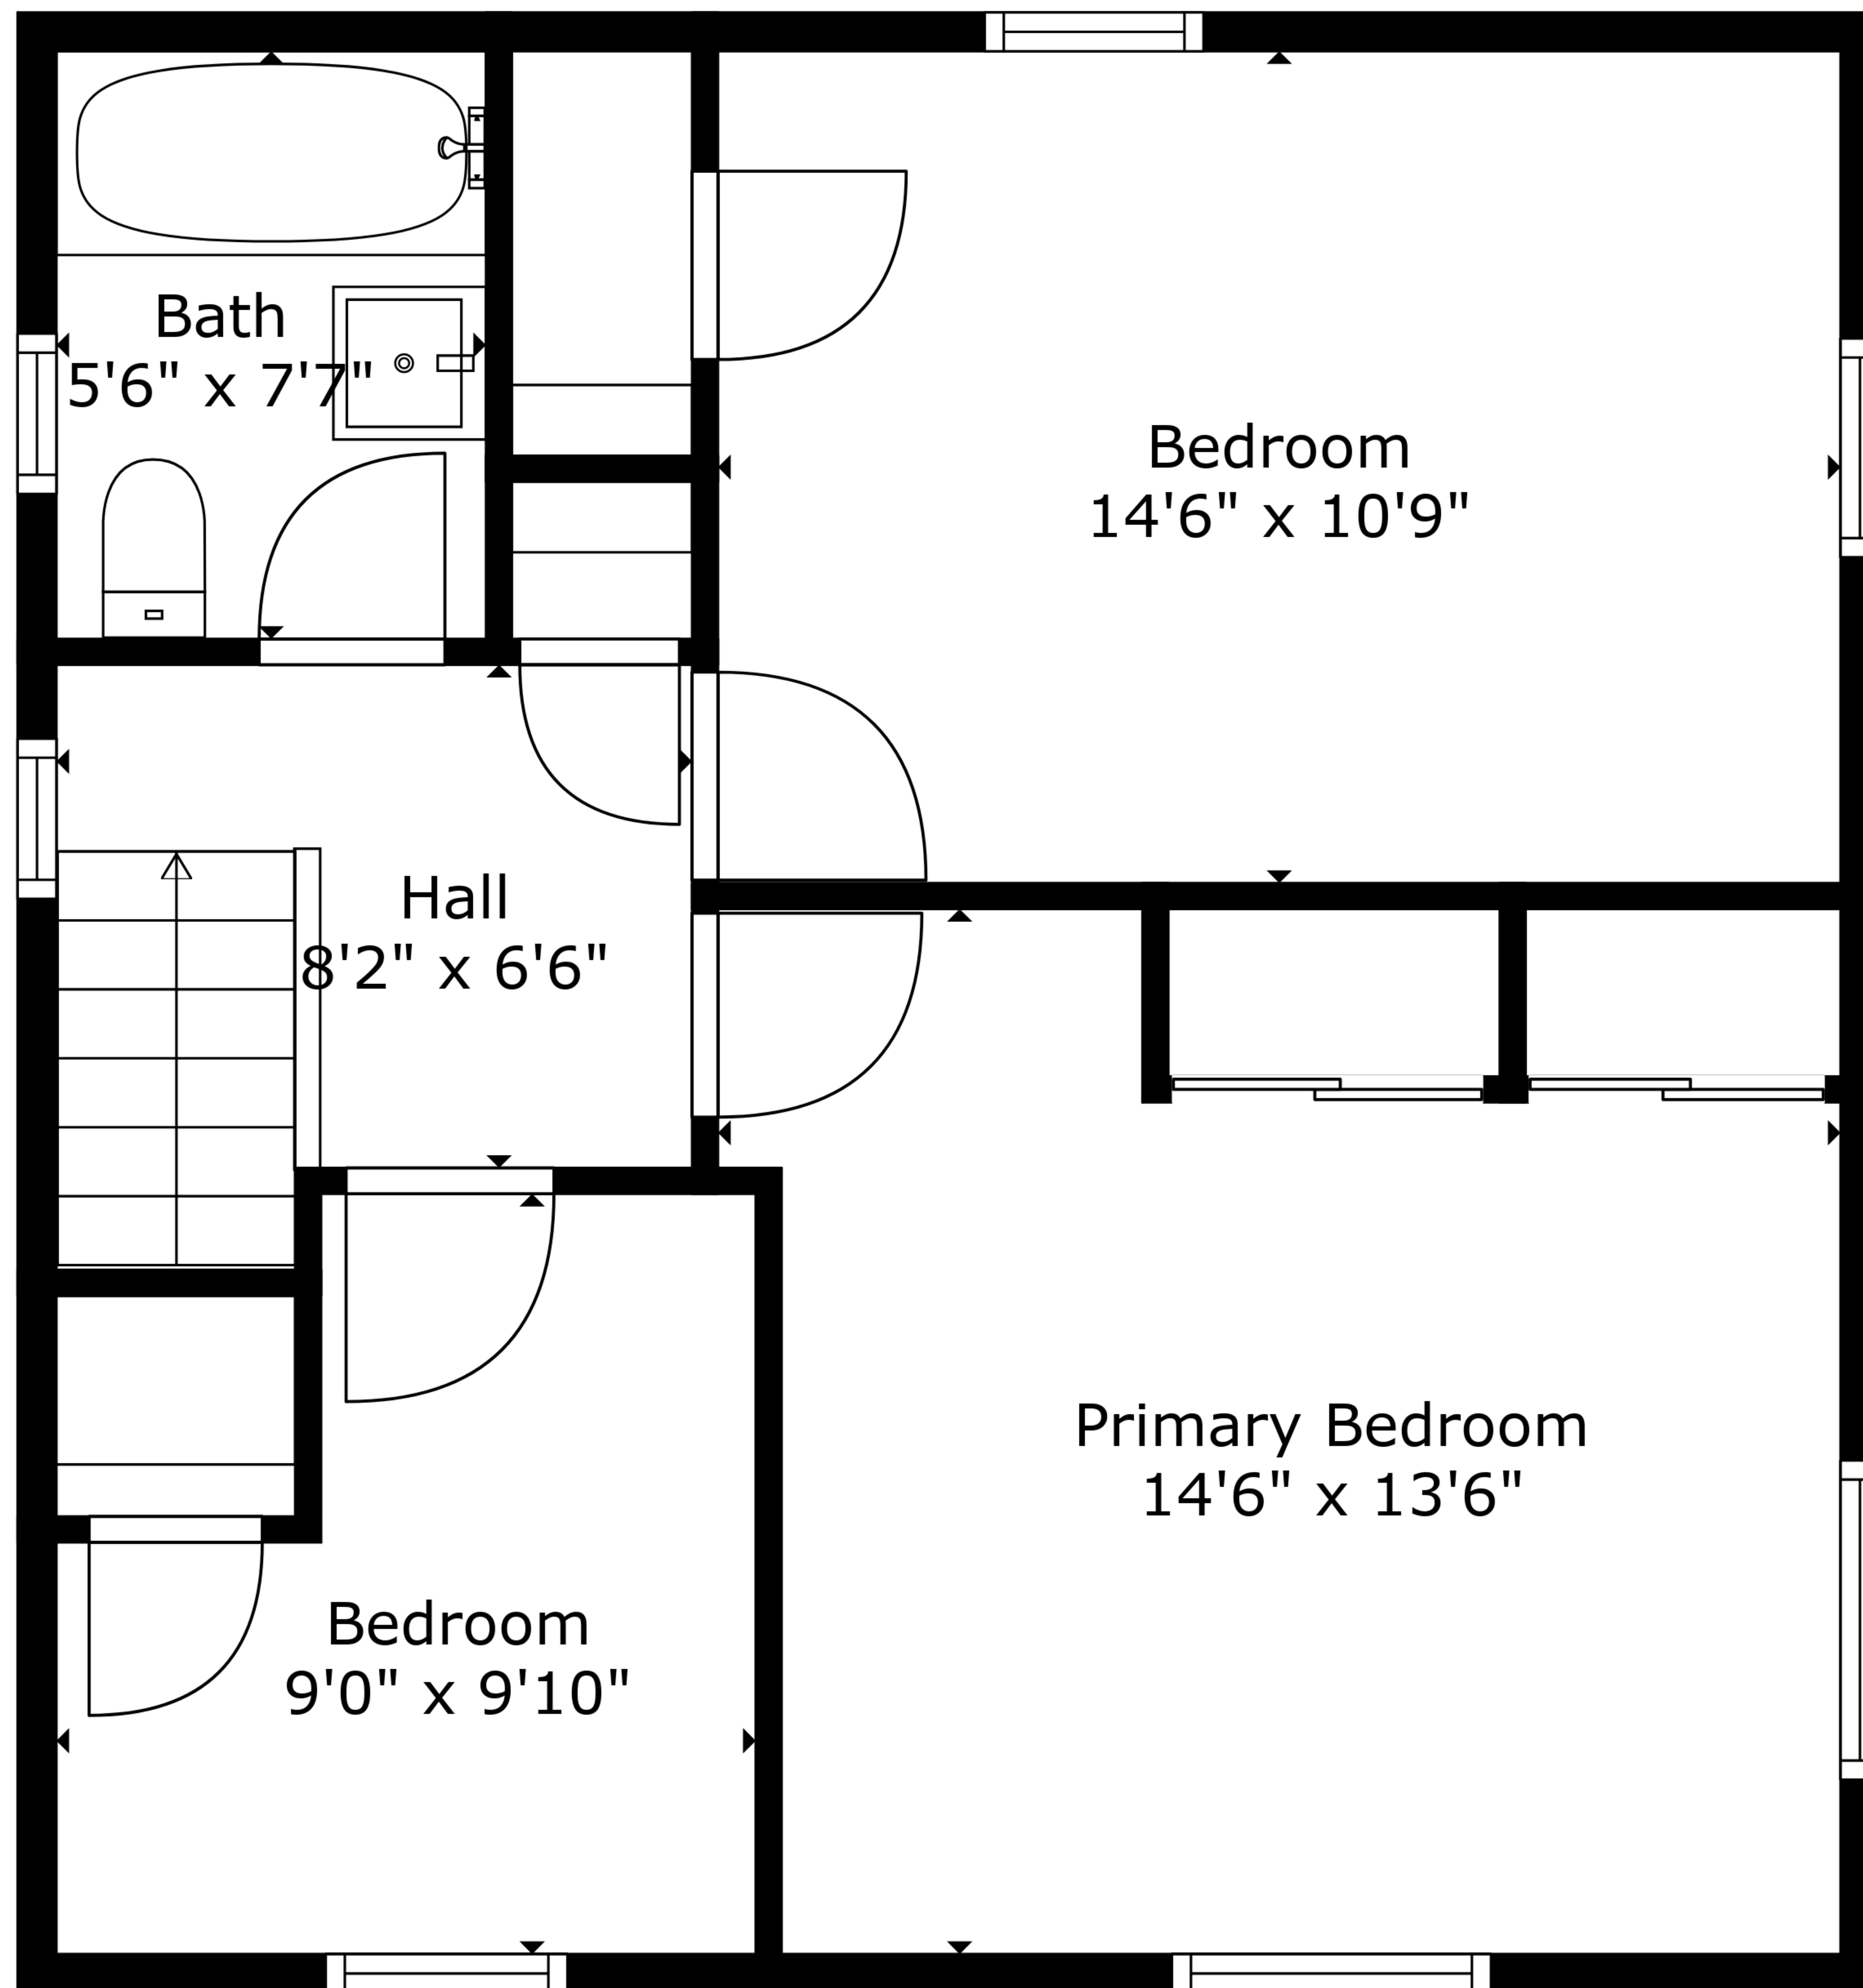 Bath
5'6" x 7'7"
Bedroom
14'6" x 10'9"
Hall
8'2" x 6'6"
Primary Bedroom
14'6" x 13'6"
Bedroom
9'0" x 9'10"